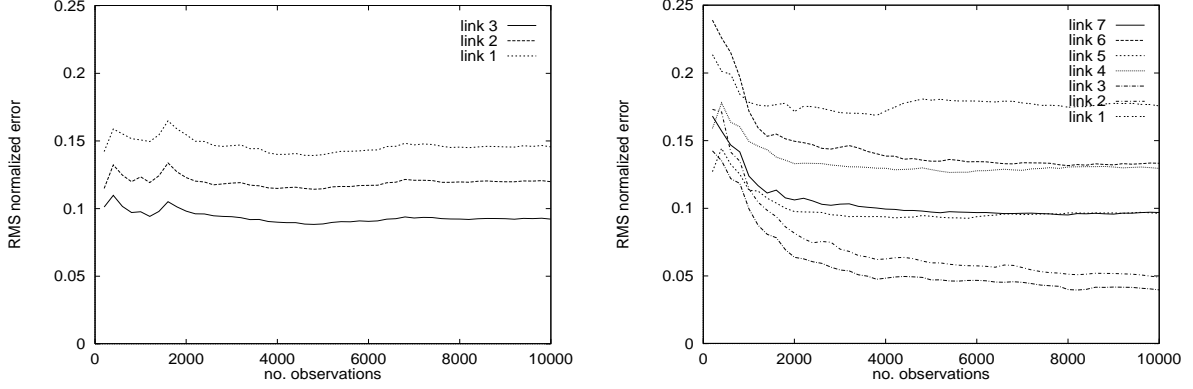 link 3
link 2
link 1
0.25
0.2
0.15
0.1
0.05
0
RMS normalized error
0 2000 4000 6000 8000 10000
no. observations
link 7
link 6
link 5
link 4
link 3
link 2
link 1
0.25
0.2
0.15
0.1
0.05
0
RMS normalized error
0 2000 4000 6000 8000 10000
no. observations